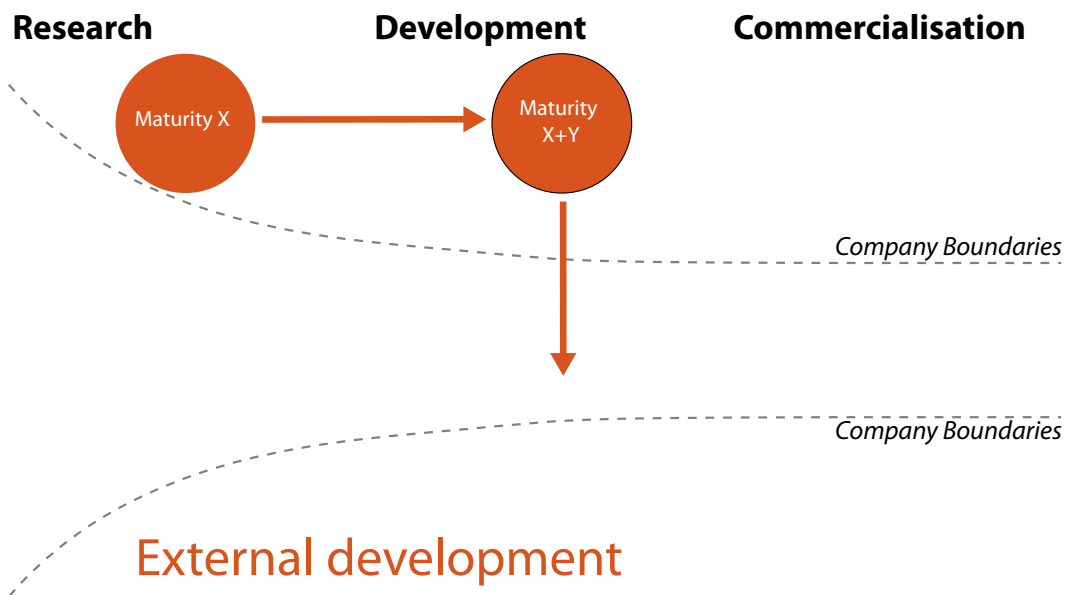 Research
Development
Commercialisation
Maturity X
Maturity
X+Y
Company Boundaries
Company Boundaries
External development